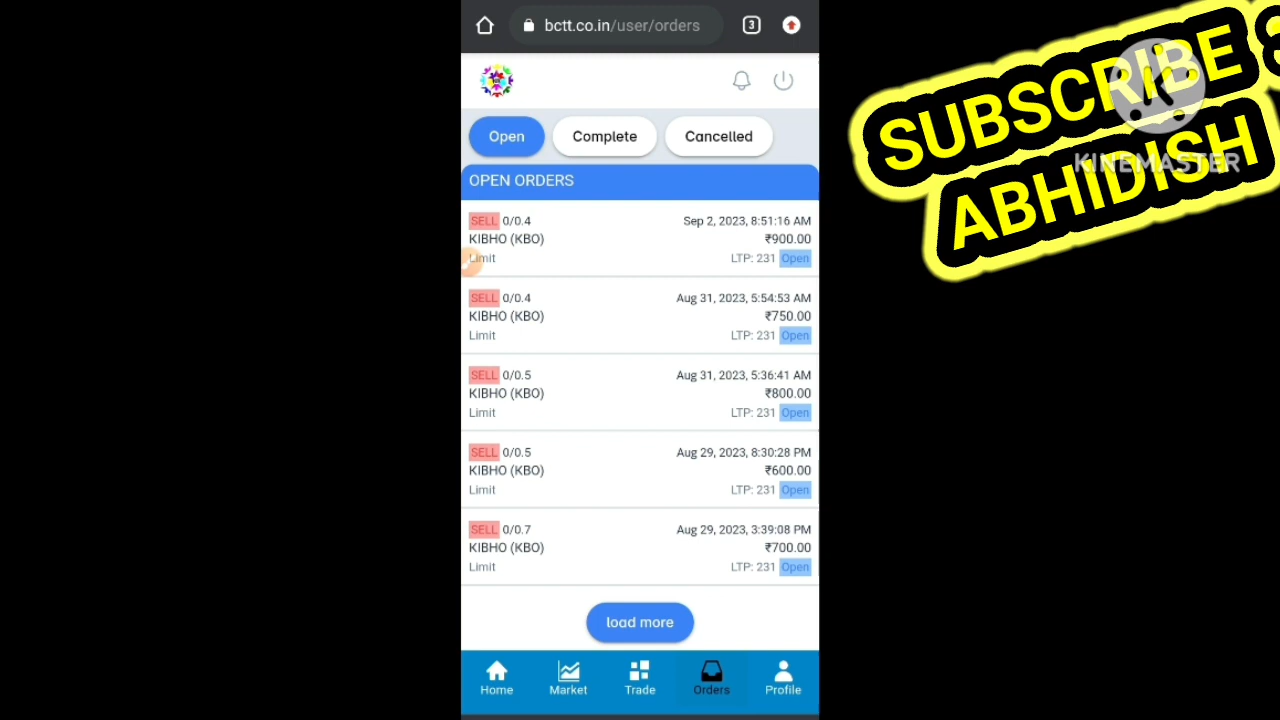 bctt.co.in/user/orders
3
Open
Complete
Cancelled
OPEN ORDERS
SELL 0/0.4
Sep 2, 2023, 8:51:16 AM
KIBHO (KBO)
₹900.00
Limit
LTP: 231 Open
SELL 0/0.4
Aug 31, 2023, 5:54:53 AM
KIBHO (KBO)
₹750.00
Limit
LTP: 231 Open
SELL 0/0.5
Aug 31, 2023, 5:36:41 AM
KIBHO (KBO)
₹800.00
Limit
LTP: 231 Open
SELL 0/0.5
Aug 29, 2023, 8:30:28 PM
KIBHO (KBO)
₹600.00
Limit
LTP: 231 Open
SELL 0/0.7
Aug 29, 2023, 3:39:08 PM
KIBHO (KBO)
₹700.00
Limit
LTP: 231 Open
load more
Home
Market
Trade
Orders
Profile
SUBSCRIBE
ABHIDISH
KINEMASTER